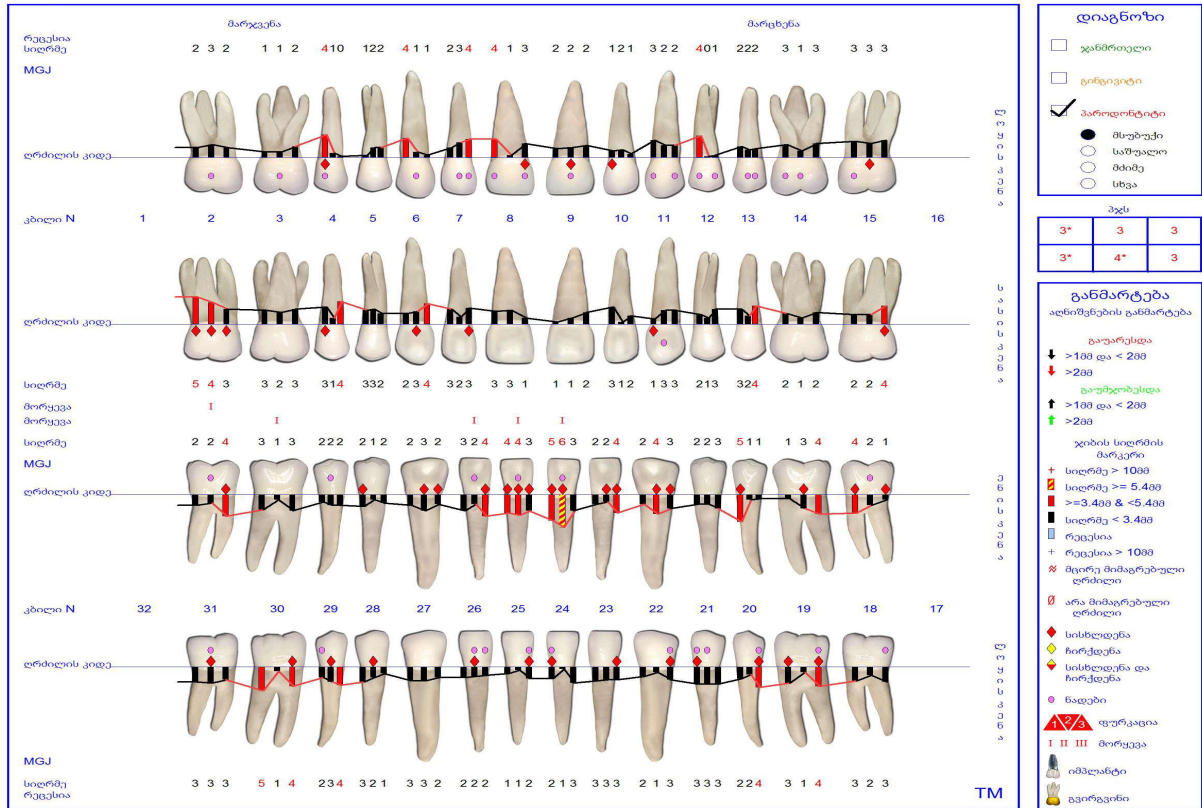 მარჯვენა მარცხენა
რეცესია
სიღრმე 2 3 2 1 1 2 4 1 0 1 2 2 4 1 1 2 3 4 4 1 3 2 2 2 1 2 1 3 2 2 4 0 1 2 2 2 3 1 3 3 3 3
MGJ
ლოყისკენა
ღრძილის კიდე
კბილი N 1 2 3 4 5 6 7 8 9 10 11 12 13 14 15 16
ღრძილის კიდე
სასისკენა
სიღრმე 5 4 3 3 2 3 3 1 4 3 3 2 2 3 4 3 2 3 3 3 1 1 1 2 3 1 2 1 3 3 2 1 3 3 2 4 2 1 2 2 2 4
მორყევა I
მორყევა I I I I
სიღრმე 2 2 4 3 1 3 2 2 2 2 1 2 2 3 2 3 2 4 4 4 3 5 6 3 2 2 4 2 4 3 2 2 3 5 1 1 1 3 4 4 2 1
MGJ
ღრძილის კიდე
ენისკენა
კბილი N 32 31 30 29 28 27 26 25 24 23 22 21 20 19 18 17
ღრძილის კიდე
ლოყისკენა
MGJ
სიღრმე 3 3 3 5 1 4 2 3 4 3 2 1 3 3 2 2 2 2 1 1 2 2 1 3 3 3 3 3 3 3 3 3 3 2 2 4 3 1 4 3 2 3
რეცესია
TM
დიაგნოზი
ჯანმრთელი
გინგივიტი
პაროდონტიტი
მსუბუქი
საშუალო
მძიმე
სხვა
პჯს
3* 3 3
3* 4* 3
განმარტება
აღნიშვნების განმარტება
გაუარესდა
>1მმ და < 2მმ
>2მმ
გაუმჯობესდა
>1მმ და < 2მმ
>2მმ
ჯიბის სიღრმის
მარკერი
+ სიღრმე > 10მმ
სიღრმე >= 5.4მმ
>=3.4მმ & <5.4მმ
სიღრმე < 3.4მმ
რეცესია
+ რეცესია > 10მმ
მცირე მიმაგრებული
ღრძილი
არა მიმაგრებული
ღრძილი
სისხლდენა
ჩირქდენა
სისხლდენა და
ჩირქდენა
ნადები
1 2 3 ფურკაცია
I II III მორყევა
იმპლანტი
გვირგვინი